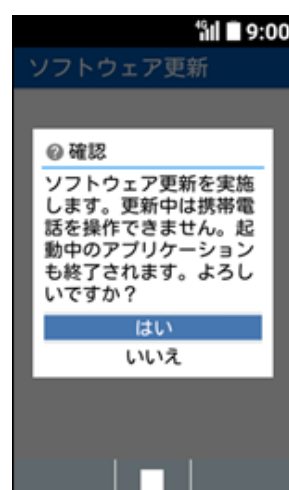 4G 9:00
ソフトウェア更新
確認
ソフトウェア更新を実施
します。更新中は携帯電
話を操作できません。起
動中のアプリケーション
も終了されます。よろし
いですか？
はい
いいえ